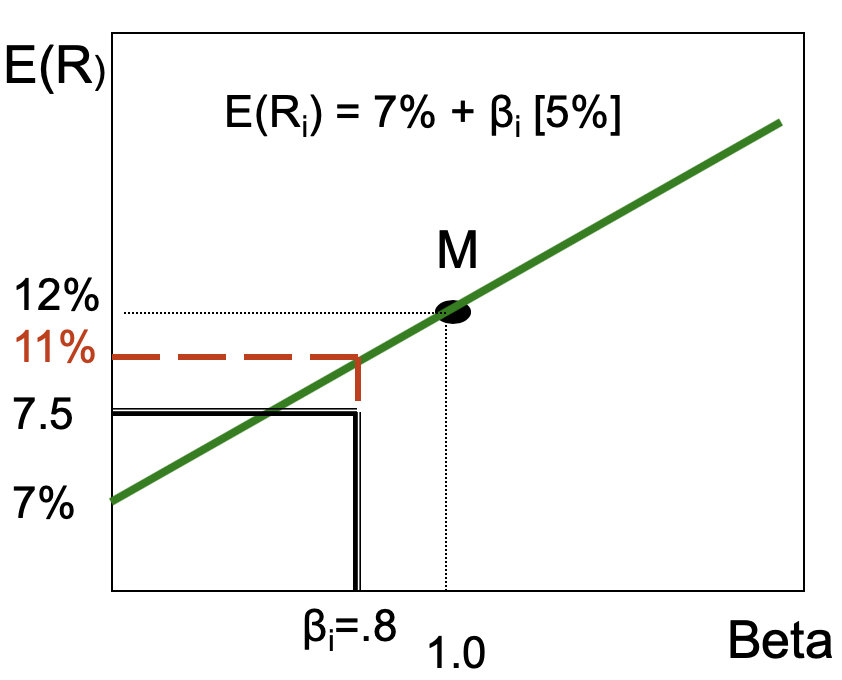 E(R)
E(Ri) = 7% + βi [5%]
M
12%
11%
7.5
7%
βi=.8
1.0
Beta